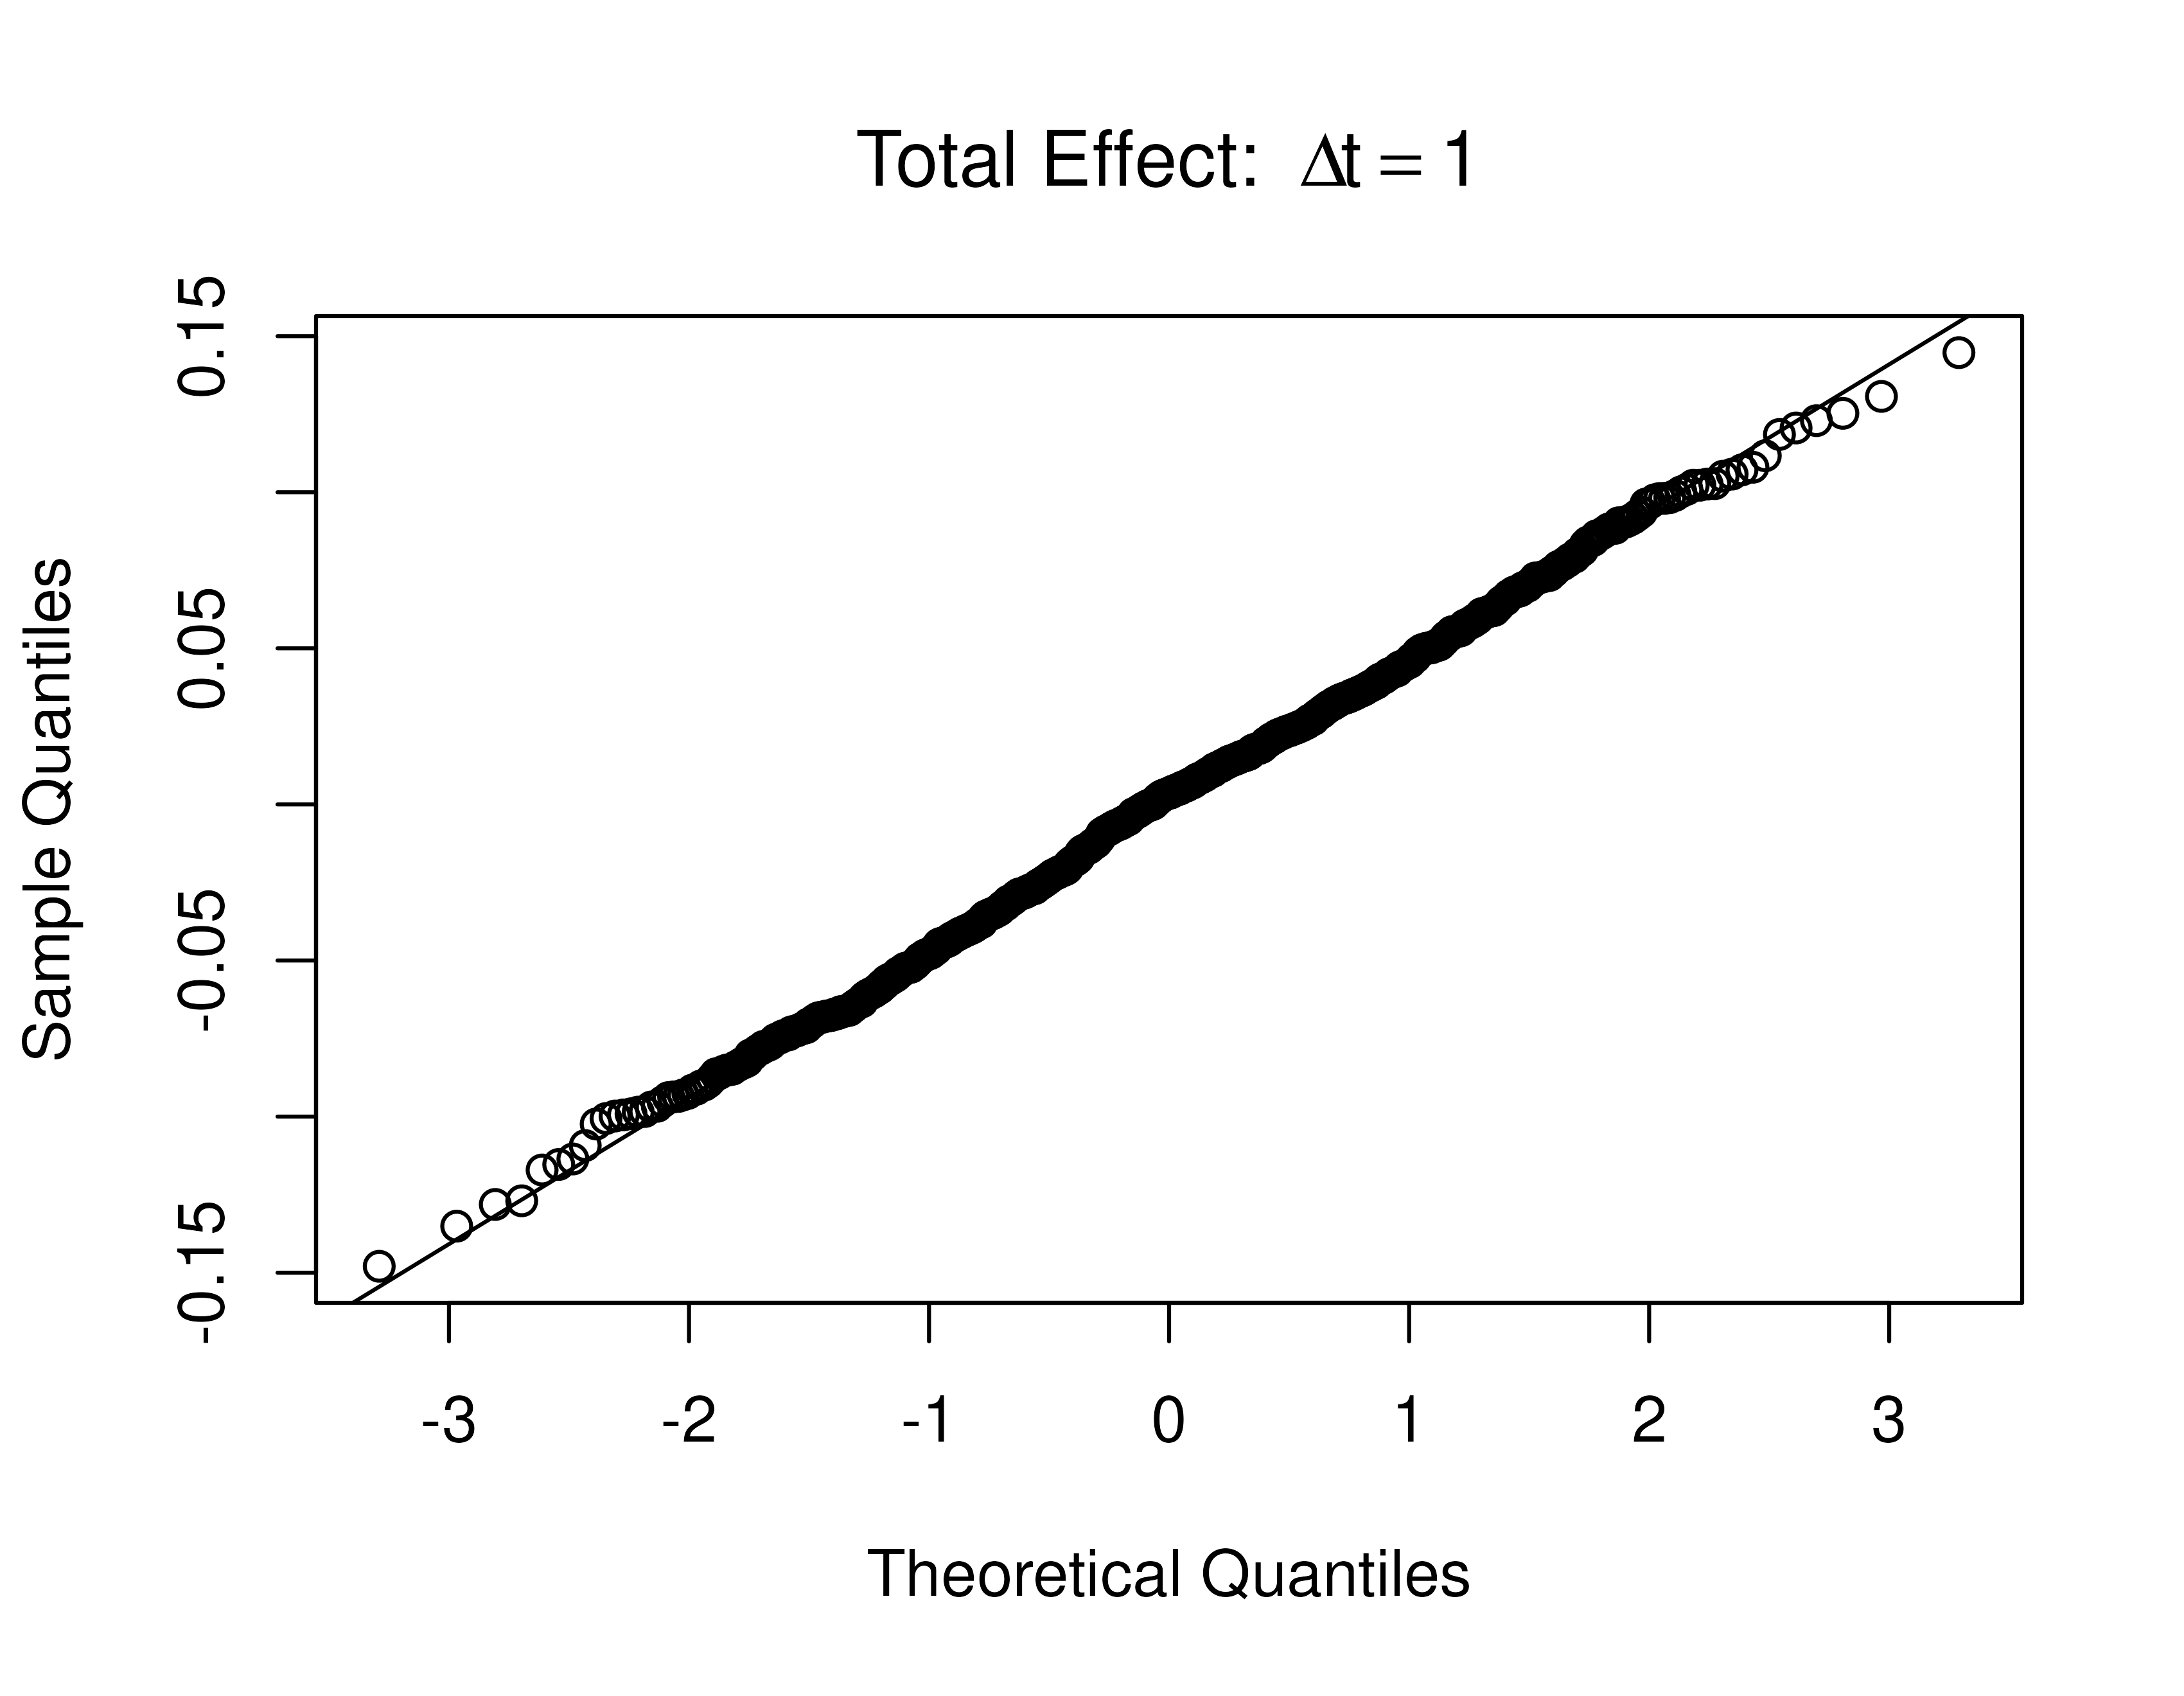 Total Effect: Δt = 1
Sample Quantiles
0.15
0.05
-0.05
-0.15
-3 -2 -1 0 1 2 3
Theoretical Quantiles